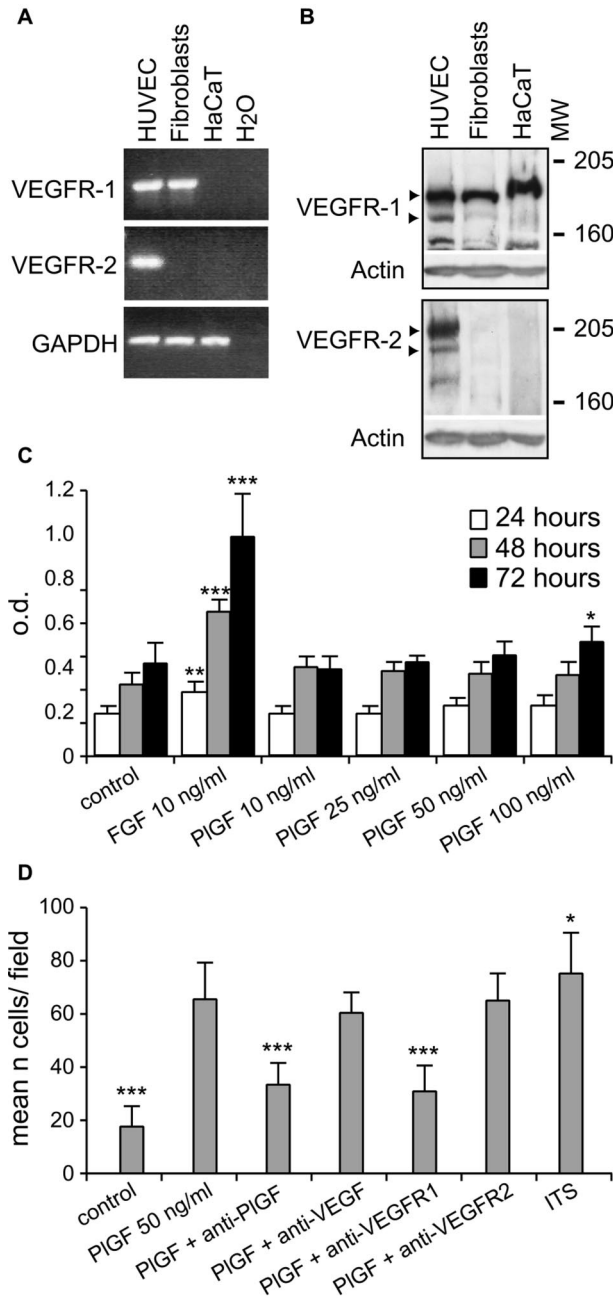 A
HUVEC
Fibroblasts
HaCaT
H2O
VEGFR-1
VEGFR-2
GAPDH
B
HUVEC
Fibroblasts
HaCaT
MW
205
VEGFR-1
160
Actin
205
VEGFR-2
160
Actin
C
1.2
1.0
0.8
0.6
0.4
0.2
0
o.d.
24 hours
48 hours
72 hours
** *** ***
*
control
FGF 10 ng/ml
PlGF 10 ng/ml
PlGF 25 ng/ml
PlGF 50 ng/ml
PlGF 100 ng/ml
D
100
80
60
40
20
0
mean n cells/ field
*** *** *** *
control
PlGF 50 ng/ml
PlGF + anti-PlGF
PlGF + anti-VEGF
PlGF + anti-VEGFR1
PlGF + anti-VEGFR2
ITS